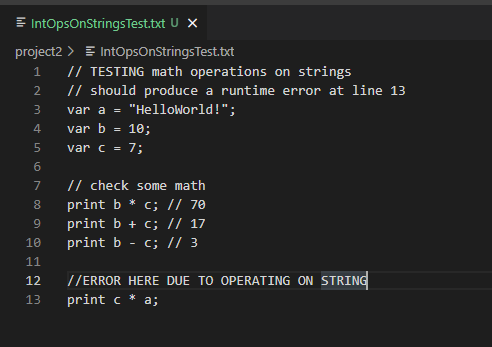 IntOpsOnStringsTest.txt U
project2 > IntOpsOnStringsTest.txt
1 // TESTING math operations on strings
2 // should produce a runtime error at line 13
3 var a = "HelloWorld!";
4 var b = 10;
5 var c = 7;
6
7 // check some math
8 print b * c; // 70
9 print b + c; // 17
10 print b - c; // 3
11
12 //ERROR HERE DUE TO OPERATING ON STRING
13 print c * a;